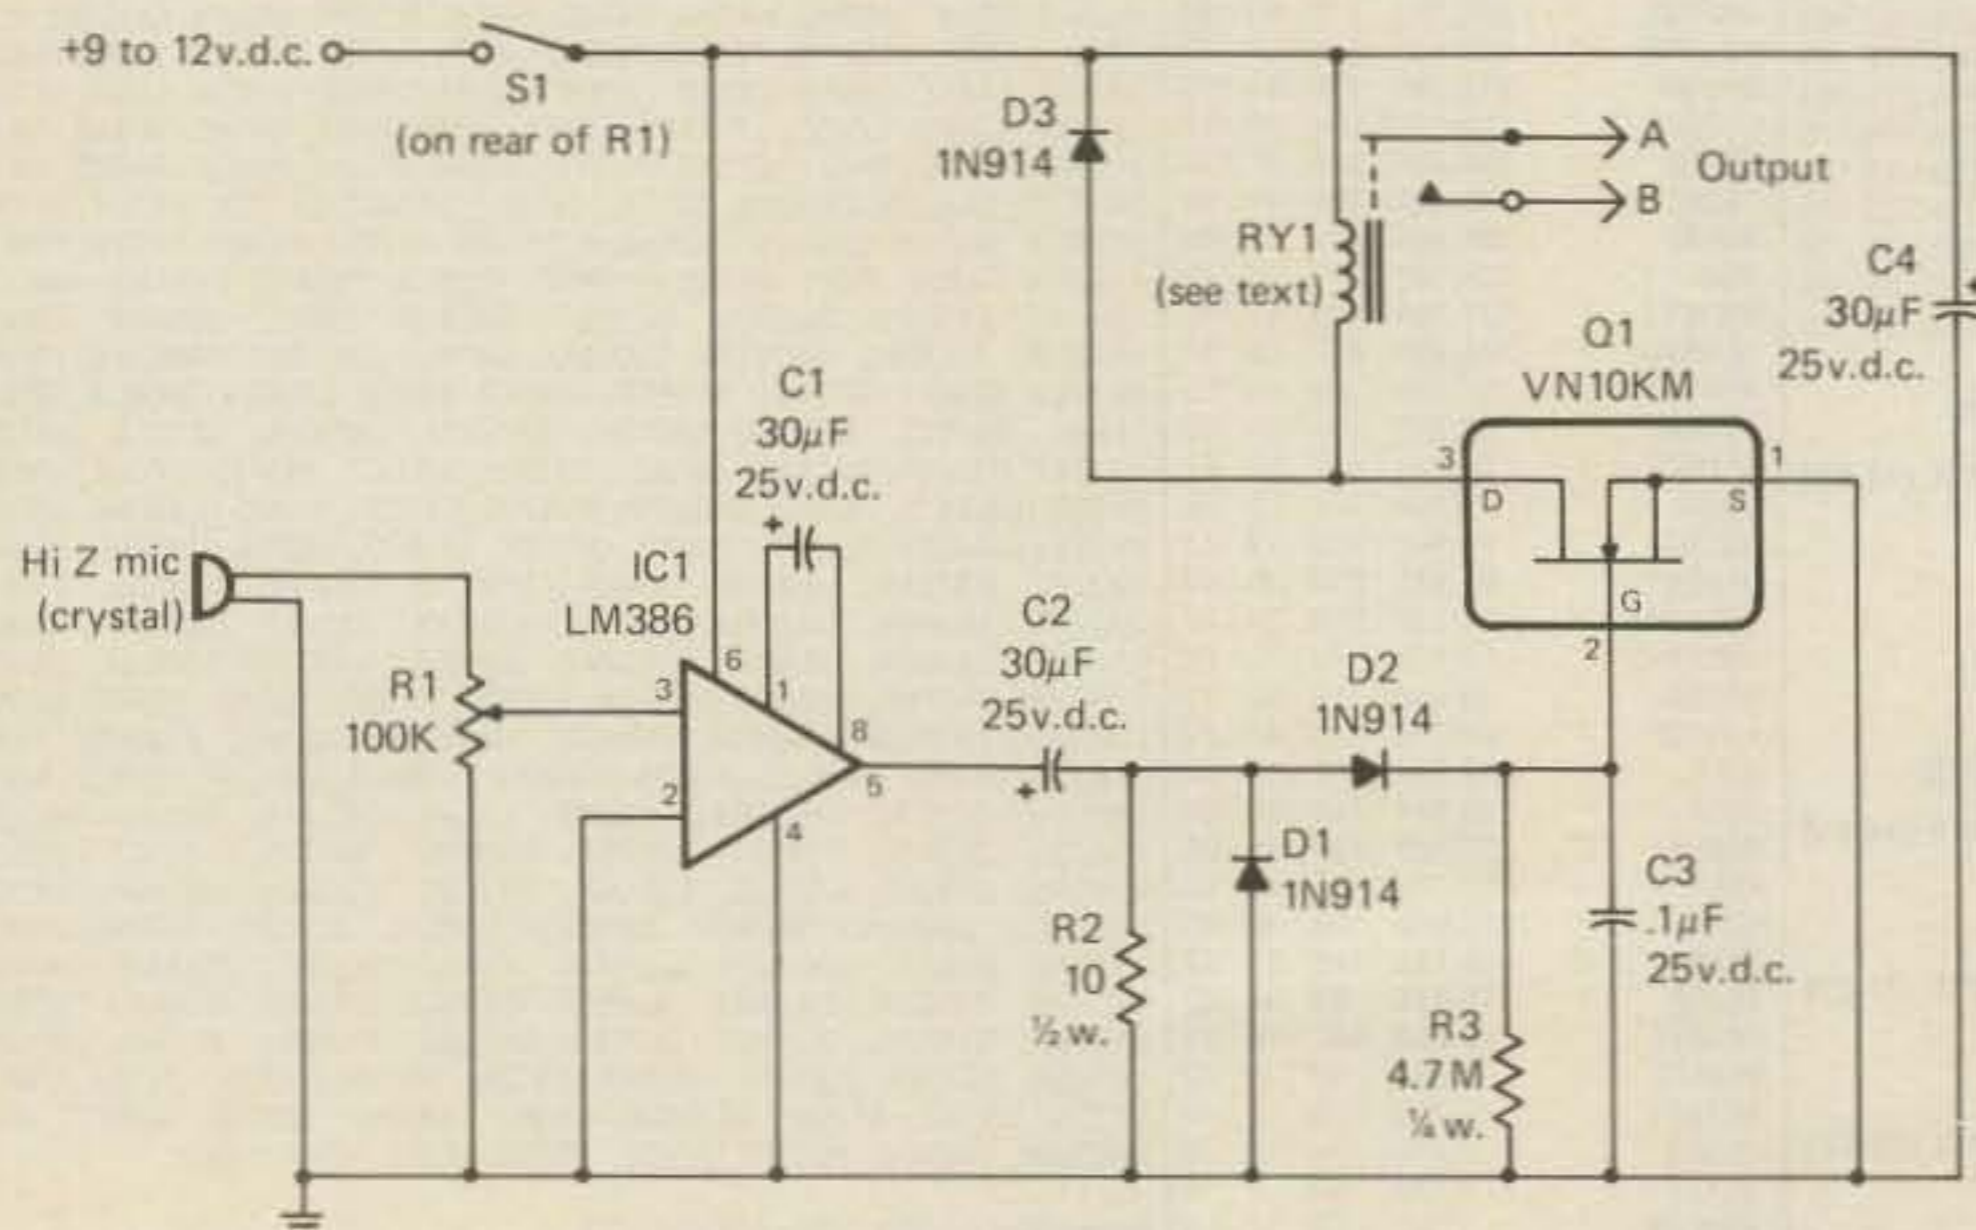 +9 to 12v.d.c.
S1
(on rear of R1)
D3
1N914
A
Output
B
RY1
(see text)
C4
+
30µF
25v.d.c.
Q1
VN10KM
3
D
S
1
G
2
C1
30µF
25v.d.c.
+
Hi Z mic
(crystal)
IC1
LM386
R1
100K
6
3
1
8
2
5
4
C2
30µF
25v.d.c.
+
D2
1N914
D1
1N914
C3
.1µF
25v.d.c.
R2
10
½ w.
R3
4.7M
¼ w.